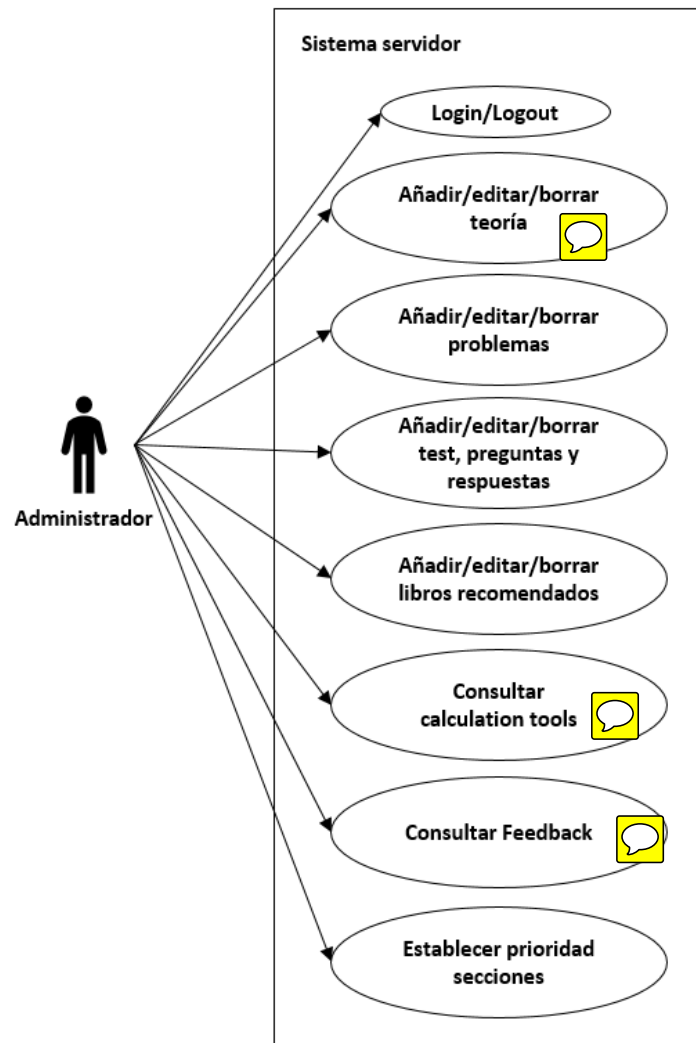 Sistema servidor
Login/Logout
Añadir/editar/borrar
teoría
Añadir/editar/borrar
problemas
Añadir/editar/borrar
test, preguntas y
respuestas
Administrador
Añadir/editar/borrar
libros recomendados
Consultar
calculation tools
Consultar Feedback
Establecer prioridad
secciones